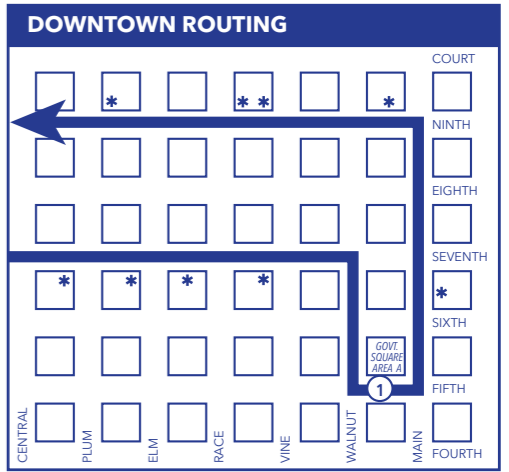 DOWNTOWN ROUTING
COURT
*
* *
*
NINTH
EIGHTH
SEVENTH
*
*
*
*
*
SIXTH
GOVT.
SQUARE
AREA A
FIFTH
1
CENTRAL
PLUM
ELM
RACE
VINE
WALNUT
MAIN
FOURTH